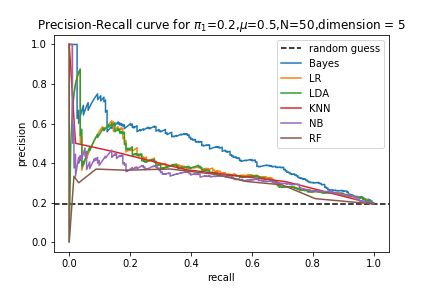 Precision-Recall curve for π₁=0.2,μ=0.5,N=50,dimension = 5
1.0
0.8
0.6
0.4
0.2
0.0
precision
random guess
Bayes
LR
LDA
KNN
NB
RF
0.0 0.2 0.4 0.6 0.8 1.0
recall